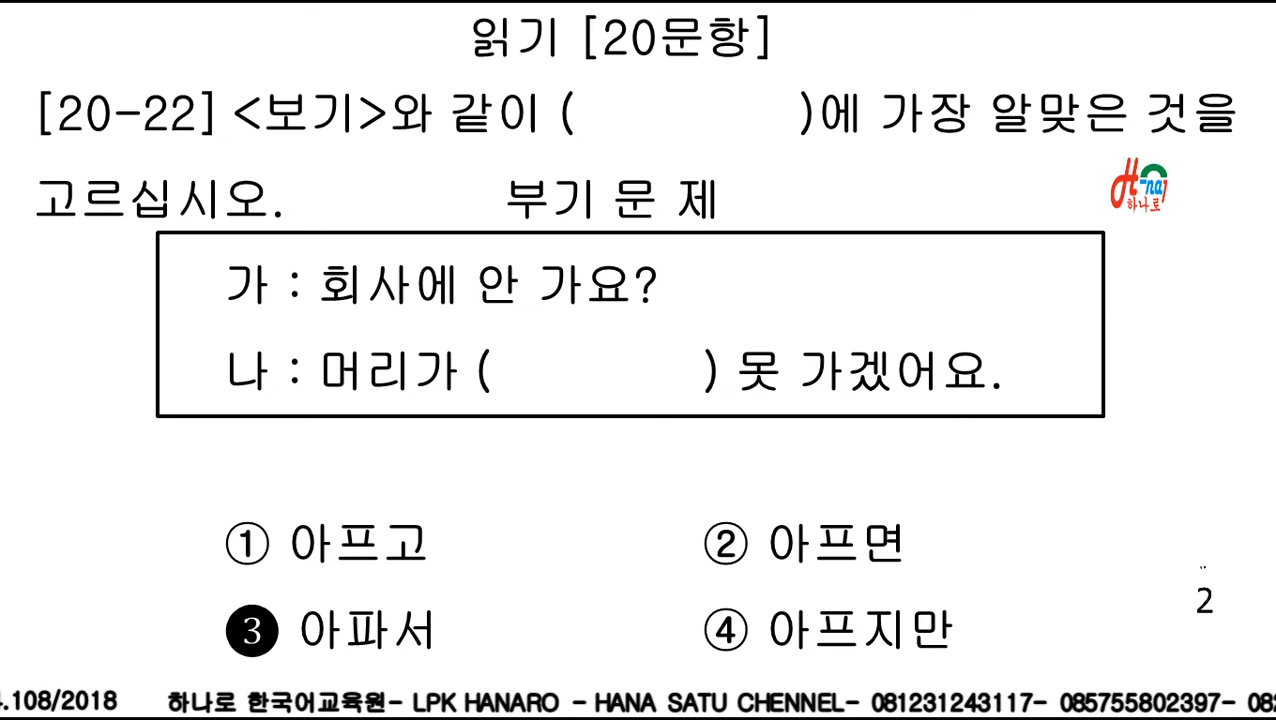 읽기 [20문항]
[20-22] <보기>와 같이 ( )에 가장 알맞은 것을
고르십시오. 부기 문 제
H-na
하나로
가 : 회사에 안 가요?
나 : 머리가 ( ) 못 가겠어요.
① 아프고 ② 아프면
❸ 아파서 ④ 아프지만
2
.108/2018 하나로 한국어교육원- LPK HANARO - HANA SATU CHENNEL- 081231243117- 085755802397-